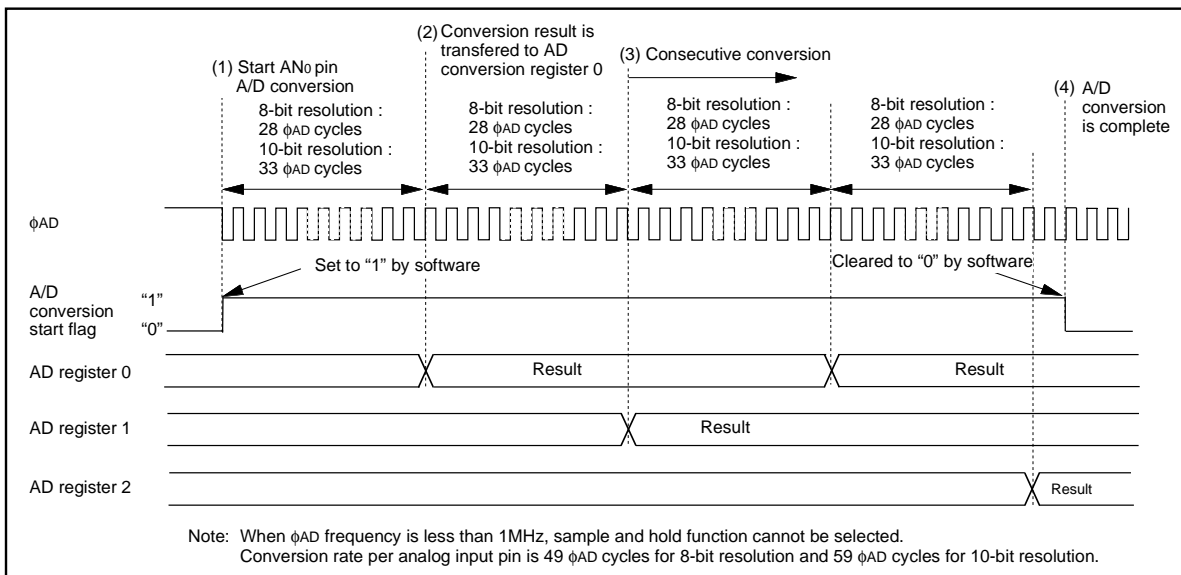 (1) Start AN0 pin
A/D conversion
(2) Conversion result is
transfered to AD
conversion register 0
(3) Consecutive conversion
(4) A/D
conversion
is complete
8-bit resolution :
28 ϕAD cycles
10-bit resolution :
33 ϕAD cycles
8-bit resolution :
28 ϕAD cycles
10-bit resolution :
33 ϕAD cycles
8-bit resolution :
28 ϕAD cycles
10-bit resolution :
33 ϕAD cycles
8-bit resolution :
28 ϕAD cycles
10-bit resolution :
33 ϕAD cycles
ϕAD
Set to “1” by software
Cleared to “0” by software
A/D
conversion
start flag
“1”
“0”
AD register 0
Result
Result
AD register 1
Result
AD register 2
Result
Note: When ϕAD frequency is less than 1MHz, sample and hold function cannot be selected.
Conversion rate per analog input pin is 49 ϕAD cycles for 8-bit resolution and 59 ϕAD cycles for 10-bit resolution.